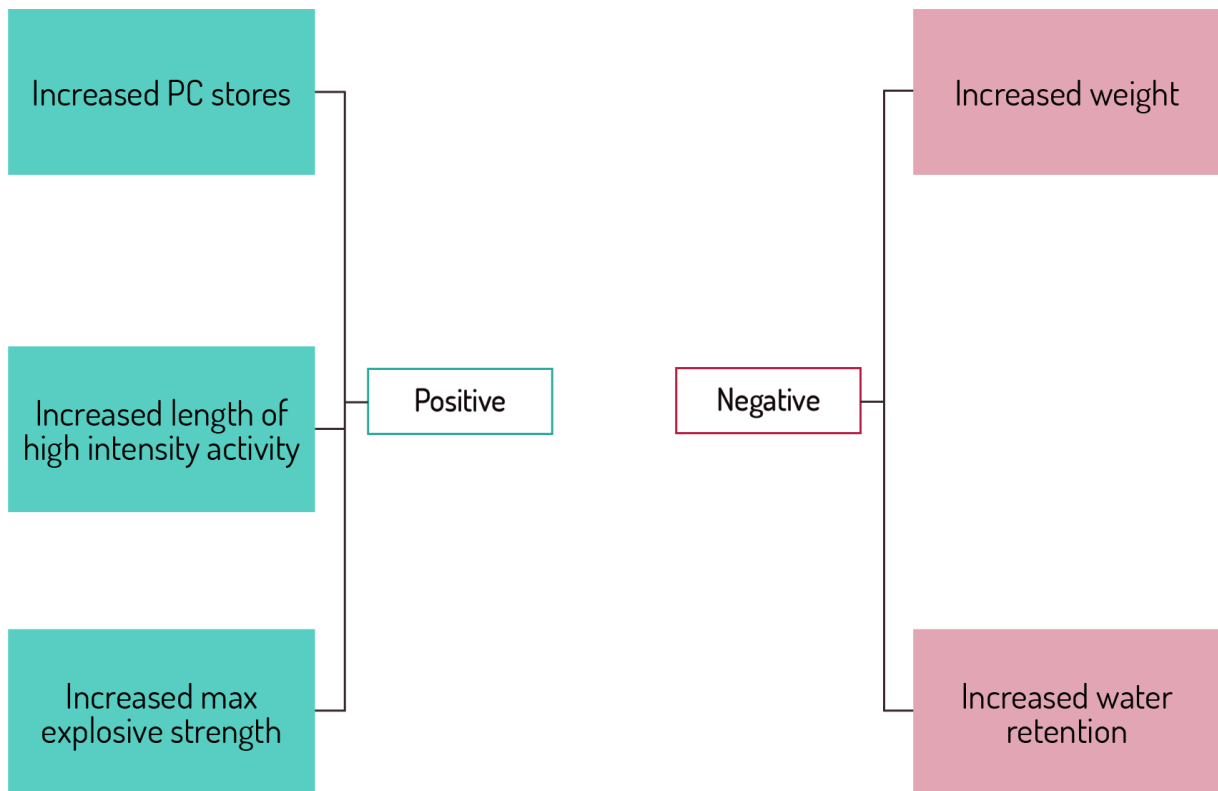 Increased PC stores
Increased length of
high intensity activity
Increased max
explosive strength
Positive
Negative
Increased weight
Increased water
retention